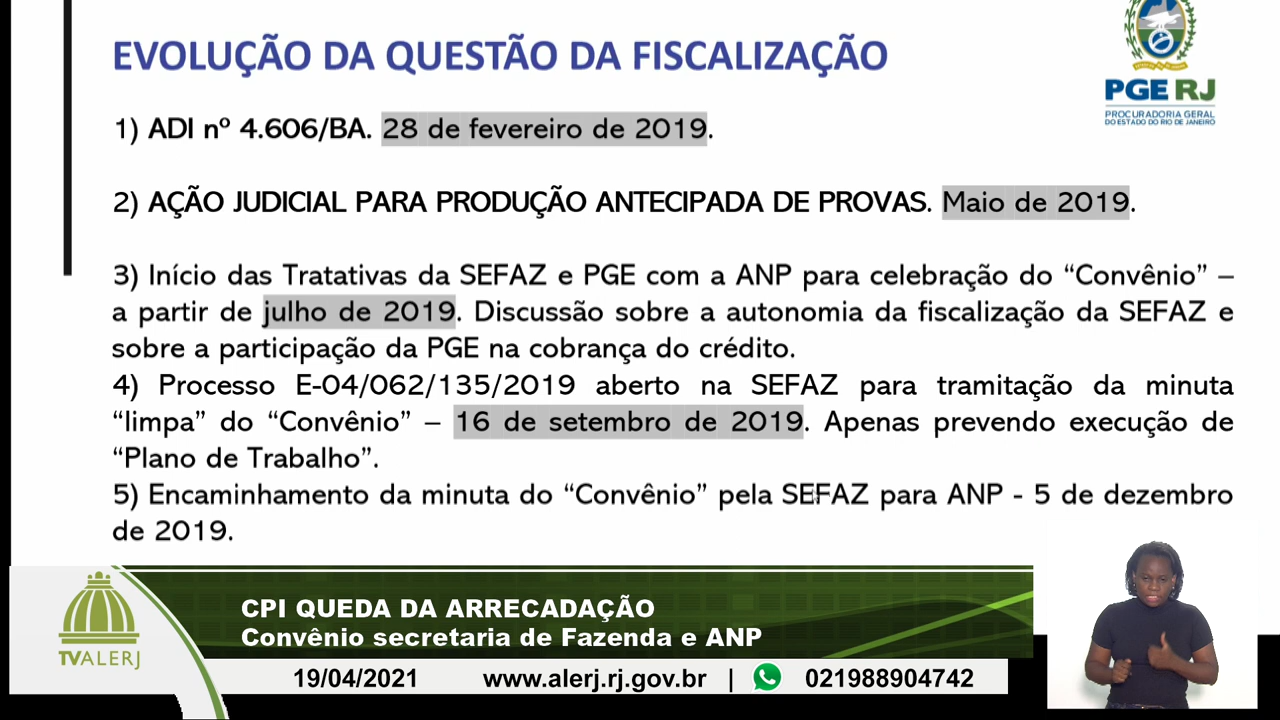 EVOLUÇÃO DA QUESTÃO DA FISCALIZAÇÃO
PGE RJ
PROCURADORIA GERAL
DO ESTADO DO RIO DE JANEIRO
1) ADI nº 4.606/BA. 28 de fevereiro de 2019.
2) AÇÃO JUDICIAL PARA PRODUÇÃO ANTECIPADA DE PROVAS. Maio de 2019.
3) Início das Tratativas da SEFAZ e PGE com a ANP para celebração do “Convênio” –
a partir de julho de 2019. Discussão sobre a autonomia da fiscalização da SEFAZ e
sobre a participação da PGE na cobrança do crédito.
4) Processo E-04/062/135/2019 aberto na SEFAZ para tramitação da minuta
“limpa” do “Convênio” – 16 de setembro de 2019. Apenas prevendo execução de
“Plano de Trabalho”.
5) Encaminhamento da minuta do “Convênio” pela SEFAZ para ANP - 5 de dezembro
de 2019.
CPI QUEDA DA ARRECADAÇÃO
Convênio secretaria de Fazenda e ANP
TVALERJ
19/04/2021 www.alerj.rj.gov.br | 021988904742